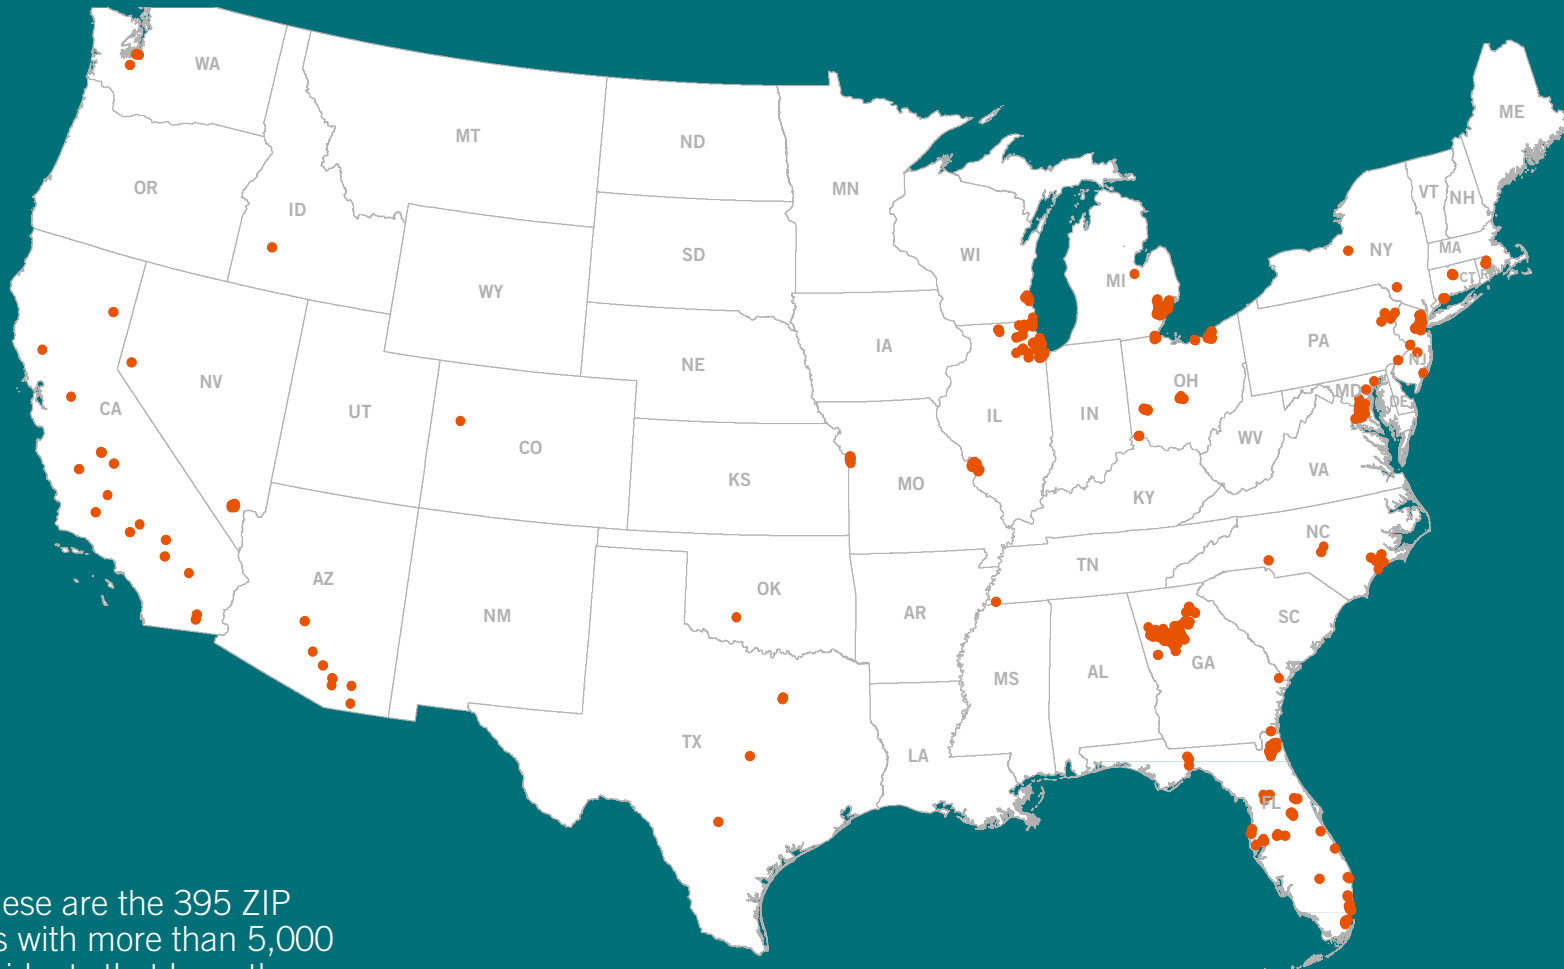 WA
ME
MT
ND
OR
MN
VT
NH
ID
WI
NY
MA
SD
MI
CT
WY
PA
IA
NE
NJ
NV
OH
MD
CA
UT
IL
IN
DE
WV
CO
VA
KS
MO
KY
NC
TN
AZ
OK
AR
NM
SC
GA
MS
AL
TX
LA
FL
ese are the 395 ZIP
s with more than 5,000